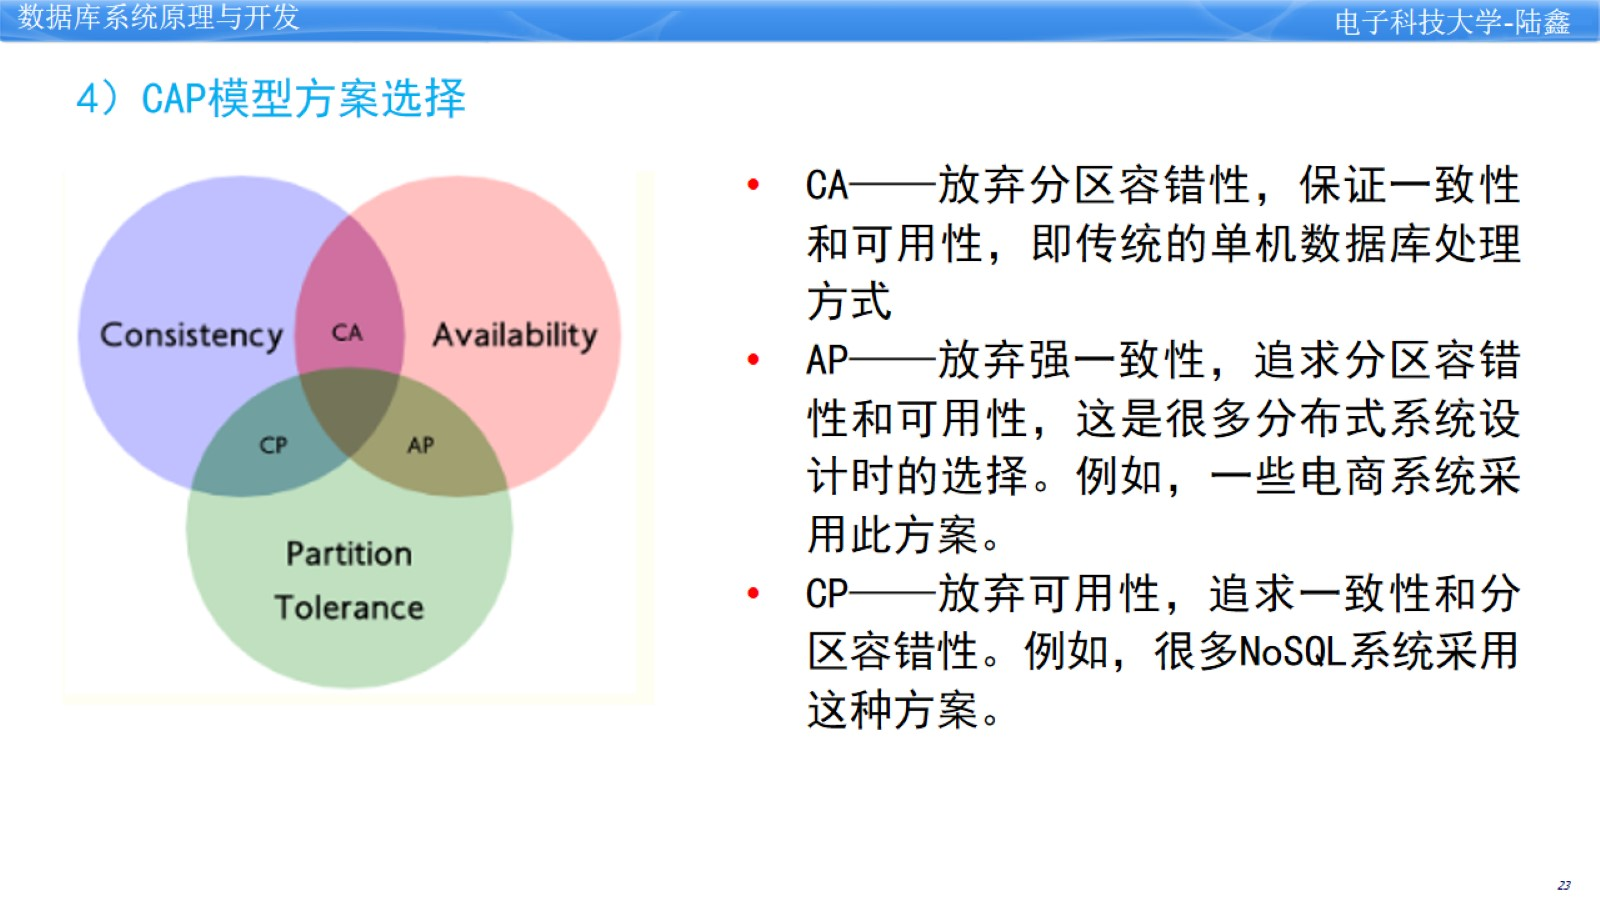 数据库系统原理与开发
电子科技大学-陆鑫
4）CAP模型方案选择
Consistency
CA
Availability
CP
AP
Partition
Tolerance
• CA——放弃分区容错性，保证一致性
和可用性，即传统的单机数据库处理
方式
• AP——放弃强一致性，追求分区容错
性和可用性，这是很多分布式系统设
计时的选择。例如，一些电商系统采
用此方案。
• CP——放弃可用性，追求一致性和分
区容错性。例如，很多NoSQL系统采用
这种方案。
23